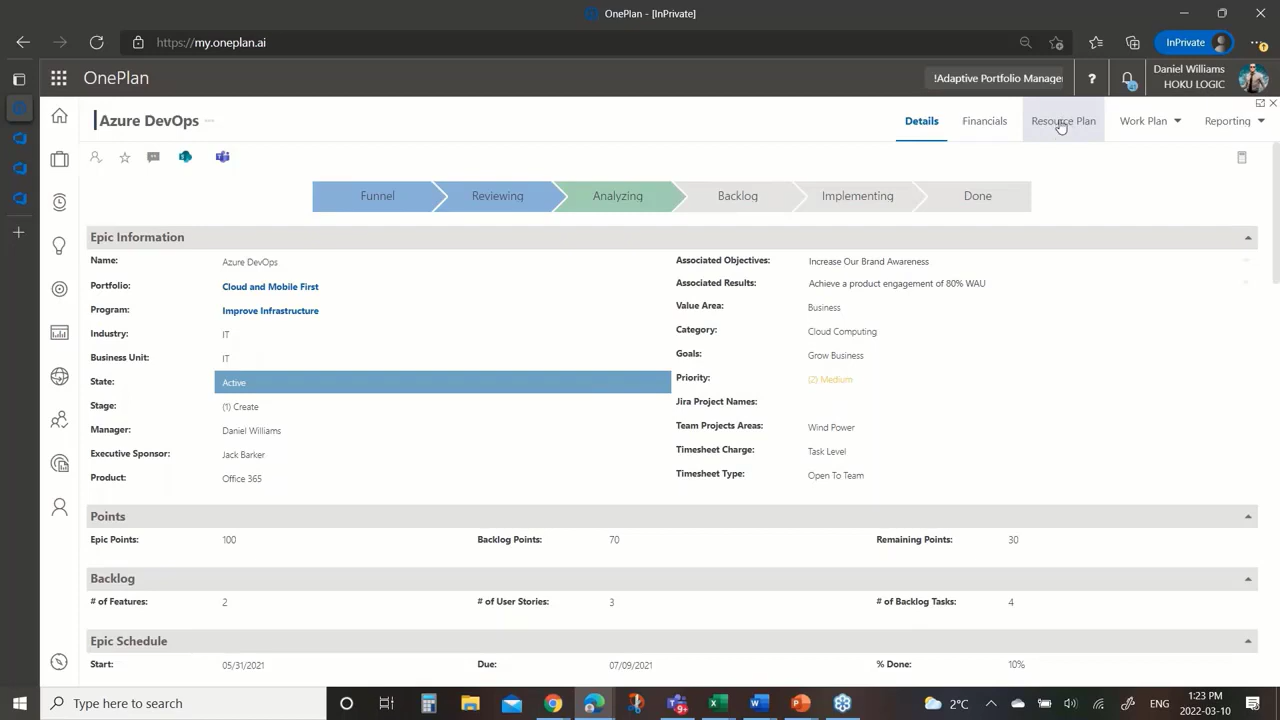 OnePlan - [InPrivate]
https://my.oneplan.ai
InPrivate
OnePlan
!Adaptive Portfolio Manager
?
Daniel Williams
HOKU LOGIC
Azure DevOps
Details
Financials
Resource Plan
Work Plan
Reporting
Funnel
Reviewing
Analyzing
Backlog
Implementing
Done
Epic Information
Name: Azure DevOps
Portfolio: Cloud and Mobile First
Program: Improve Infrastructure
Industry: IT
Business Unit: IT
State: Active
Stage: (1) Create
Manager: Daniel Williams
Executive Sponsor: Jack Barker
Product: Office 365
Associated Objectives: Increase Our Brand Awareness
Associated Results: Achieve a product engagement of 80% WAU
Value Area: Business
Category: Cloud Computing
Goals: Grow Business
Priority: (2) Medium
Jira Project Names:
Team Projects Areas: Wind Power
Timesheet Charge: Task Level
Timesheet Type: Open To Team
Points
Epic Points: 100 Backlog Points: 70 Remaining Points: 30
Backlog
# of Features: 2 # of User Stories: 3 # of Backlog Tasks: 4
Epic Schedule
Start: 05/31/2021 Due: 07/09/2021 % Done: 10%
Type here to search
9
2°C
ENG
1:23 PM
2022-03-10